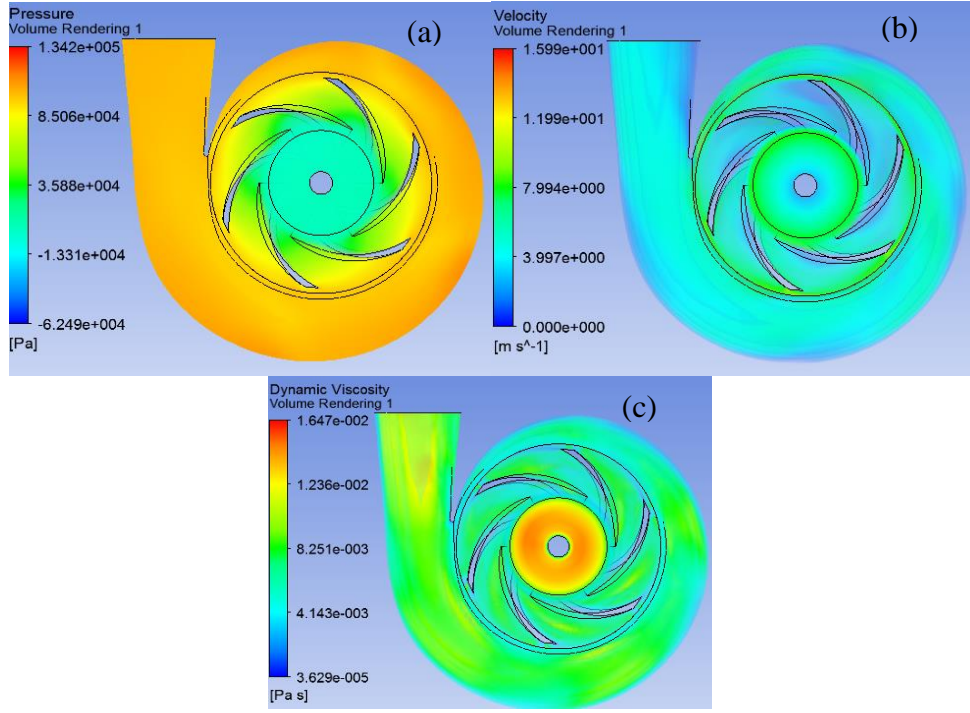 Pressure
Volume Rendering 1
(a)
1.342e+005
8.506e+004
3.588e+004
-1.331e+004
-6.249e+004
[Pa]
Velocity
Volume Rendering 1
(b)
1.599e+001
1.199e+001
7.994e+000
3.997e+000
0.000e+000
[m s^-1]
Dynamic Viscosity
Volume Rendering 1
(c)
1.647e-002
1.236e-002
8.251e-003
4.143e-003
3.629e-005
[Pa s]